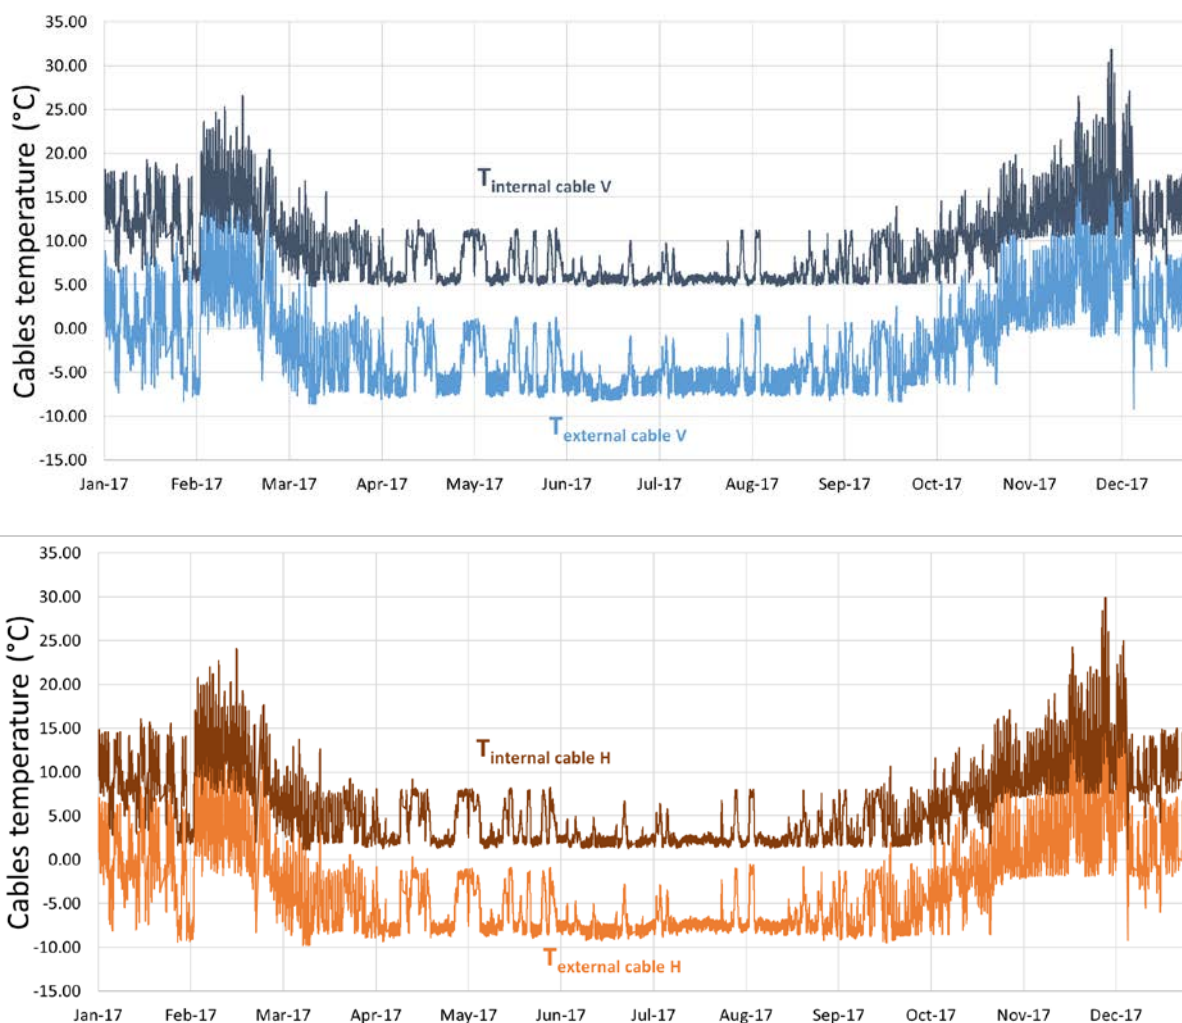 35.00
30.00
25.00
20.00
15.00
10.00
5.00
0.00
-5.00
-10.00
-15.00
Cables temperature (°C)
T internal cable V
T external cable V
Jan-17 Feb-17 Mar-17 Apr-17 May-17 Jun-17 Jul-17 Aug-17 Sep-17 Oct-17 Nov-17 Dec-17
35.00
30.00
25.00
20.00
15.00
10.00
5.00
0.00
-5.00
-10.00
-15.00
Cables temperature (°C)
T internal cable H
T external cable H
Jan-17 Feb-17 Mar-17 Apr-17 May-17 Jun-17 Jul-17 Aug-17 Sep-17 Oct-17 Nov-17 Dec-17